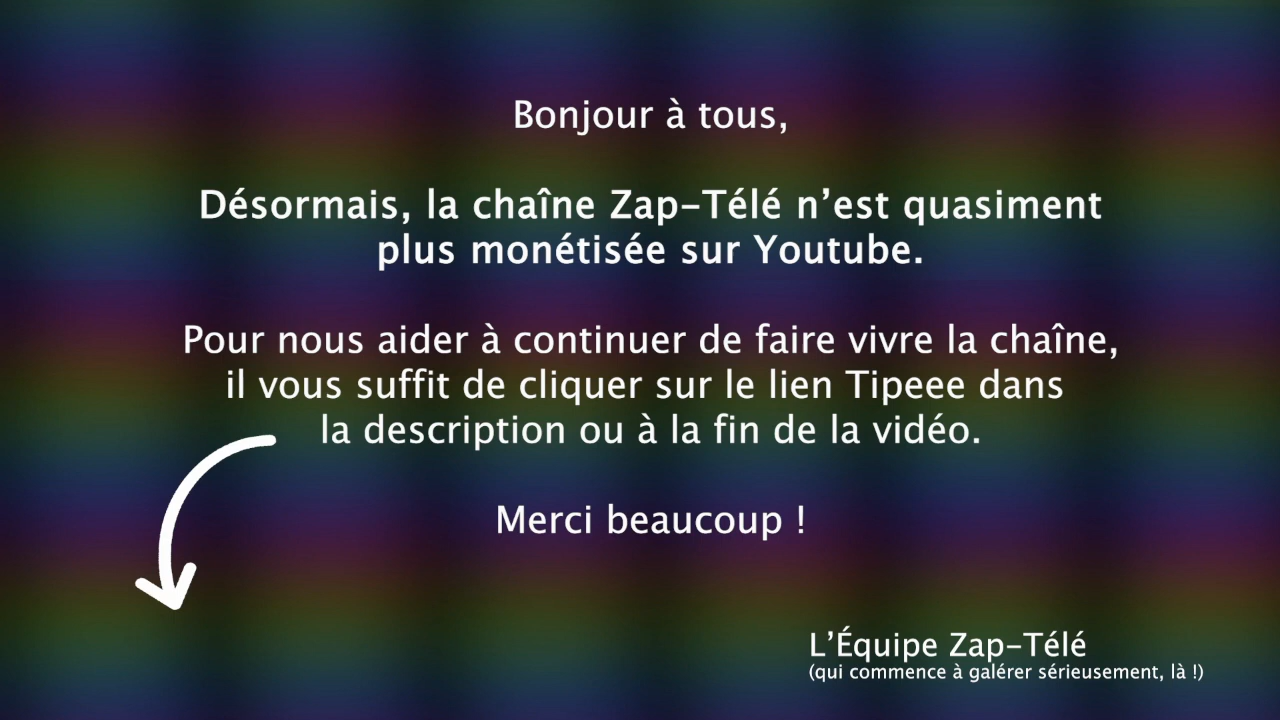 Bonjour à tous,
Désormais, la chaîne Zap-Télé n’est quasiment
plus monétisée sur Youtube.
Pour nous aider à continuer de faire vivre la chaîne,
il vous suffit de cliquer sur le lien Tipeee dans
la description ou à la fin de la vidéo.
Merci beaucoup !
L’Équipe Zap-Télé
(qui commence à galérer sérieusement, là !)